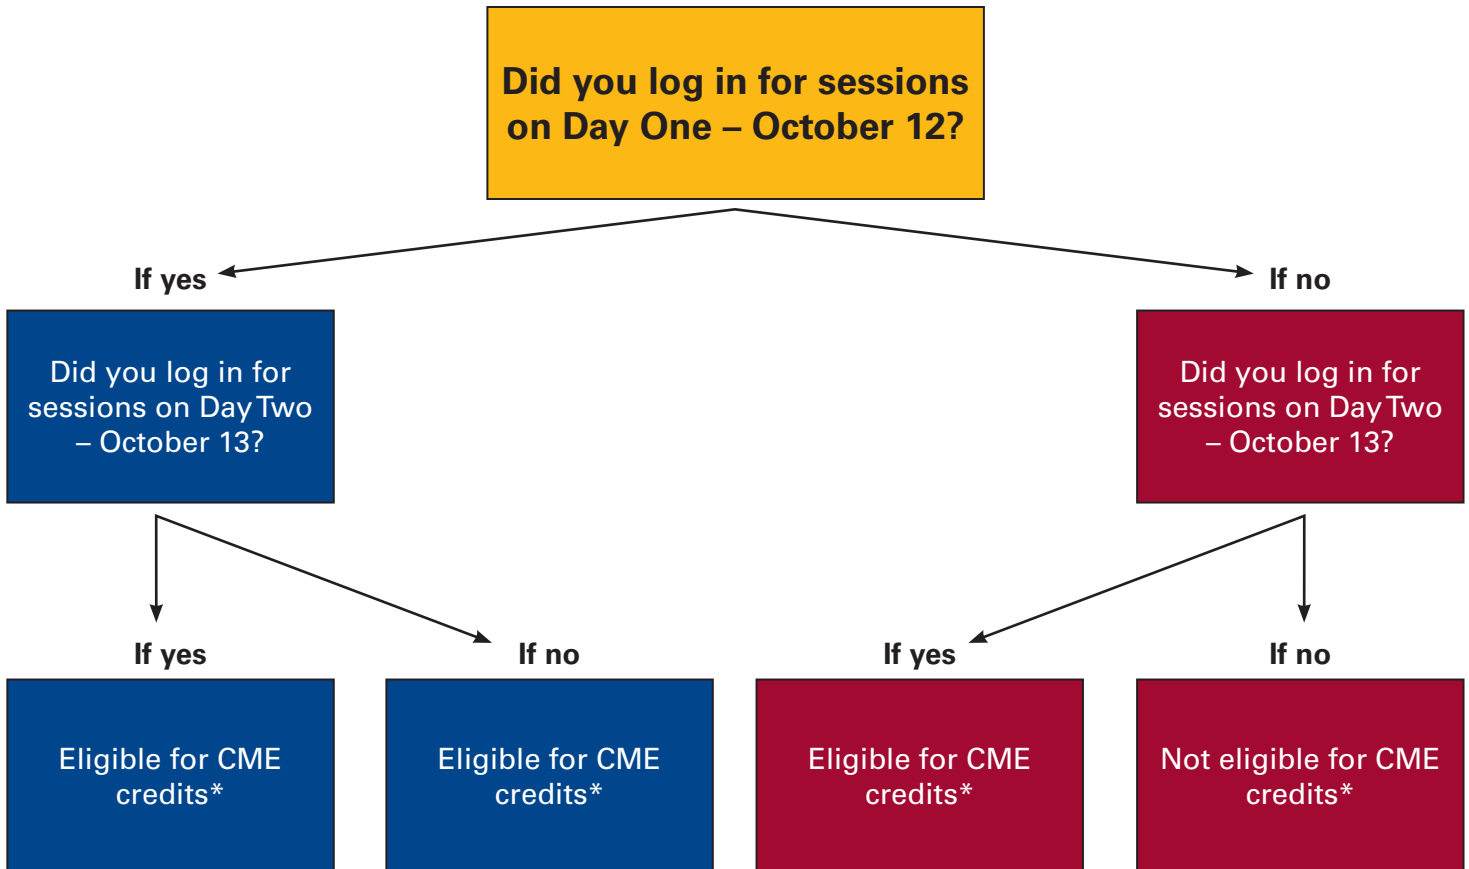 Did you log in for sessions
on Day One – October 12?
If yes
If no
Did you log in for
sessions on Day Two
– October 13?
Did you log in for
sessions on Day Two
– October 13?
If yes
If no
If yes
If no
Eligible for CME
credits*
Eligible for CME
credits*
Eligible for CME
credits*
Not eligible for CME
credits*